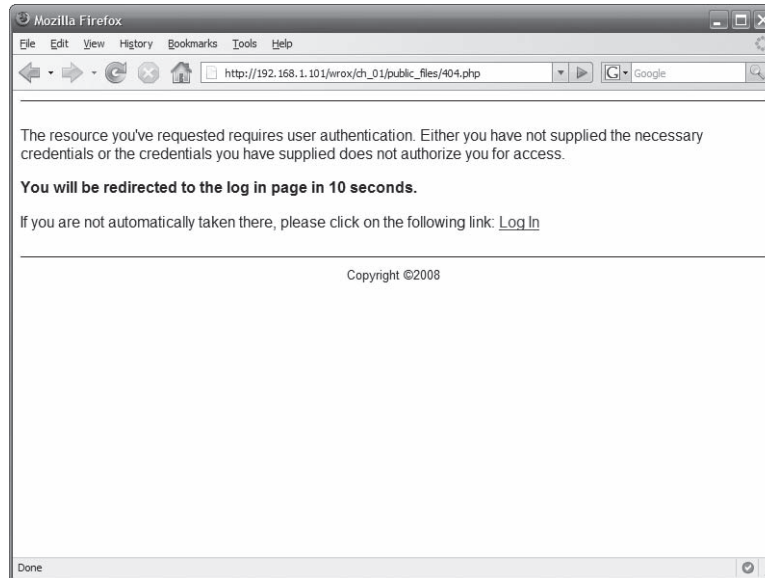 Mozilla Firefox
File Edit View History Bookmarks Tools Help
http://192.168.1.101/wrox/ch_01/public_files/404.php
G Google
The resource you've requested requires user authentication. Either you have not supplied the necessary
credentials or the credentials you have supplied does not authorize you for access.
You will be redirected to the log in page in 10 seconds.
If you are not automatically taken there, please click on the following link: Log In
Copyright ©2008
Done